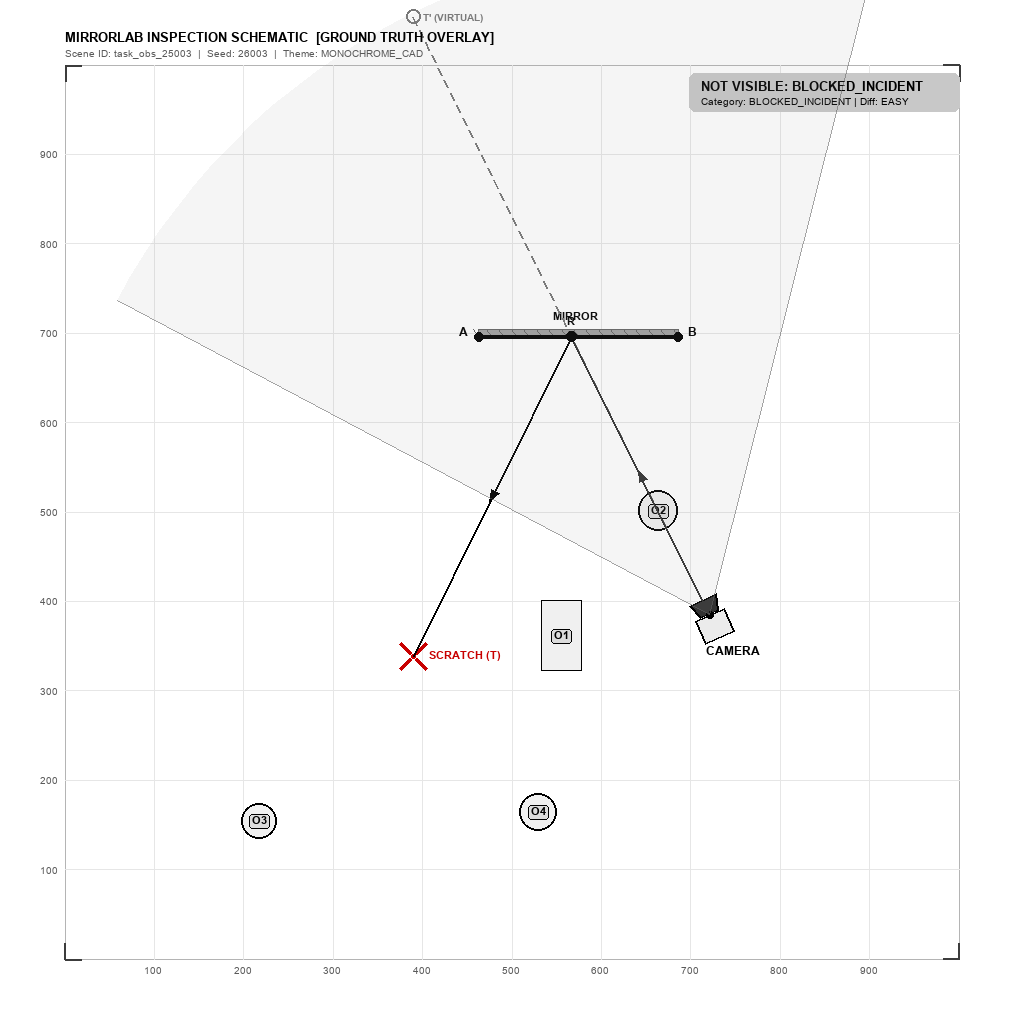 T' (VIRTUAL)
MIRRORLAB INSPECTION SCHEMATIC [GROUND TRUTH OVERLAY]
Scene ID: task_obs_25003 | Seed: 26003 | Theme: MONOCHROME_CAD
NOT VISIBLE: BLOCKED_INCIDENT
Category: BLOCKED_INCIDENT | Diff: EASY
900
800
700
600
500
400
300
200
100
MIRROR
R
A
B
O2
O1
CAMERA
SCRATCH (T)
O3
O4
100
200
300
400
500
600
700
800
900